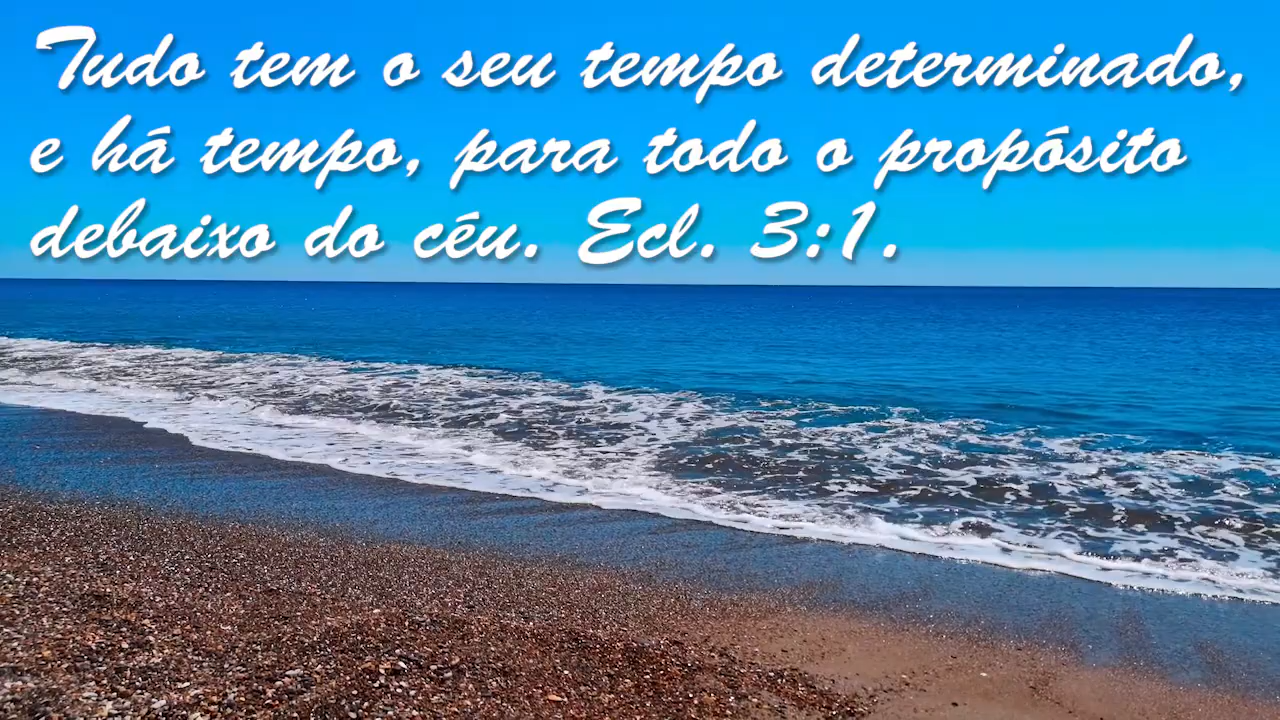 Tudo tem o seu tempo determinado,
e há tempo, para todo o propósito
debaixo do céu. Ecl. 3:1.